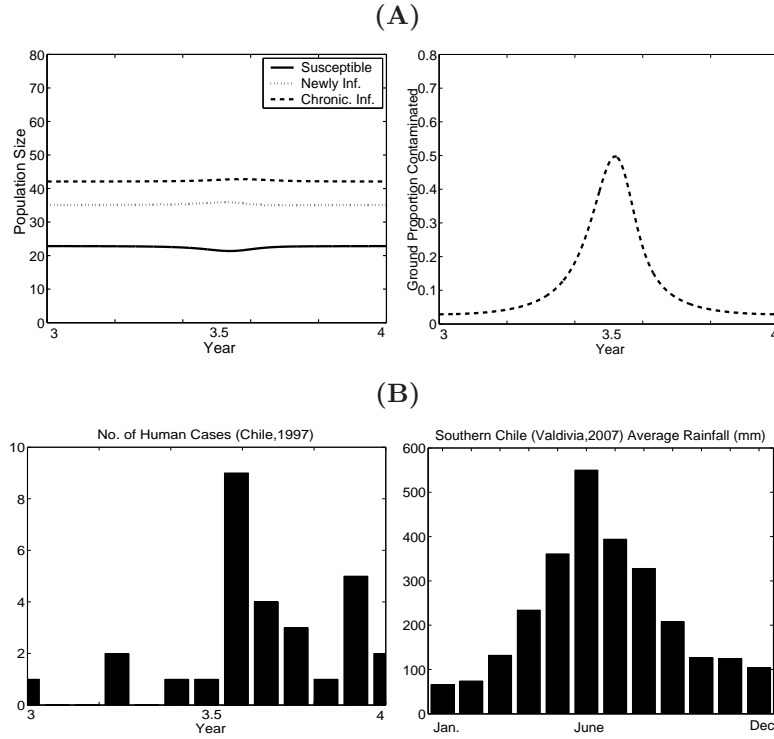 (A)
80
70
60
50
40
30
20
10
0
Population Size
Susceptible
Newly Inf.
Chronic. Inf.
3
3.5
4
Year
0.8
0.7
0.6
0.5
0.4
0.3
0.2
0.1
0
Ground Proportion Contaminated
3
3.5
4
Year
(B)
No. of Human Cases (Chile,1997)
10
8
6
4
2
0
3
3.5
4
Year
Southern Chile (Valdivia,2007) Average Rainfall (mm)
600
500
400
300
200
100
0
Jan.
June
Dec